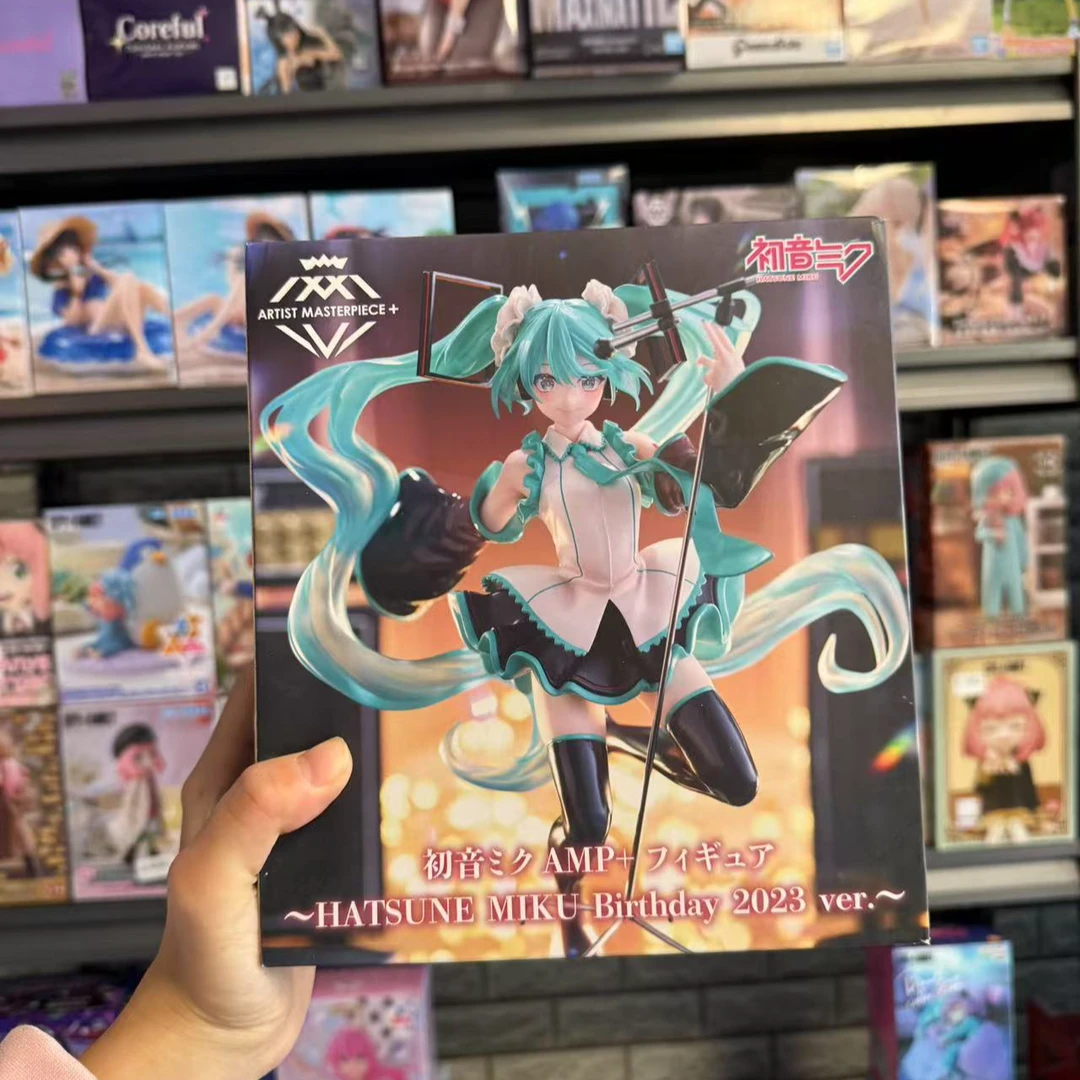 Coreful
ARTIST MASTERPIECE+
初音ミク
HATSUNE MIKU
初音ミク AMP+ フィギュア
～HATSUNE MIKU Birthday 2023 ver.～